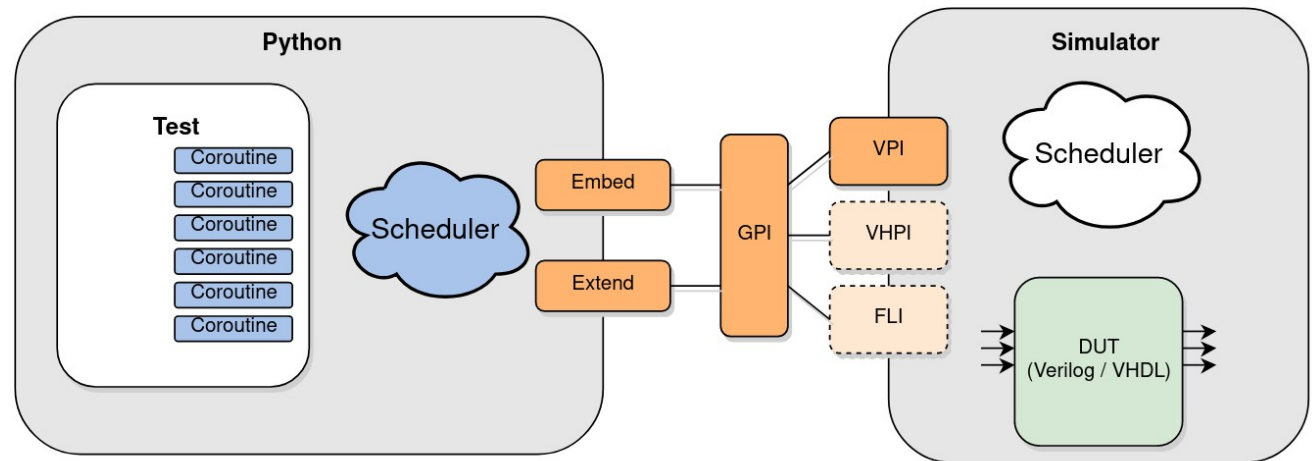 Python
Test
Coroutine
Coroutine
Coroutine
Coroutine
Coroutine
Coroutine
Scheduler
Embed
Extend
GPI
VPI
VHPI
FLI
Simulator
Scheduler
DUT
(Verilog / VHDL)